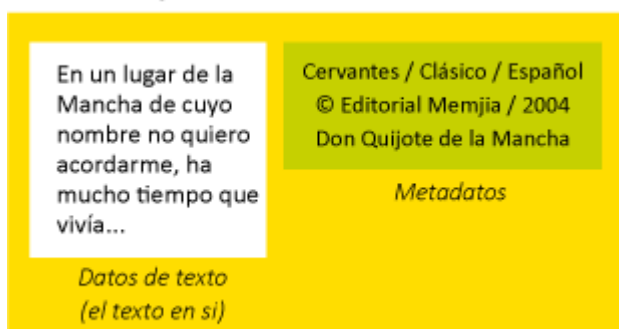 En un lugar de la
Mancha de cuyo
nombre no quiero
acordarme, ha
mucho tiempo que
vivía...
Datos de texto
(el texto en si)
Cervantes / Clásico / Español
© Editorial Memjia / 2004
Don Quijote de la Mancha
Metadatos